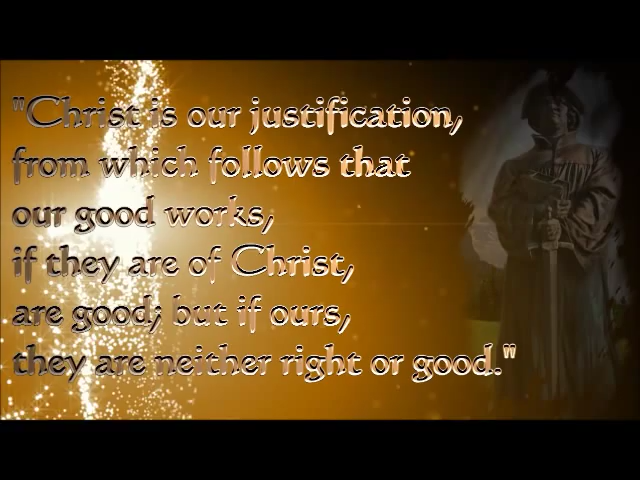 "Christ is our justification,
from which follows that
our good works,
if they are of Christ,
are good; but if ours,
they are neither right or good."